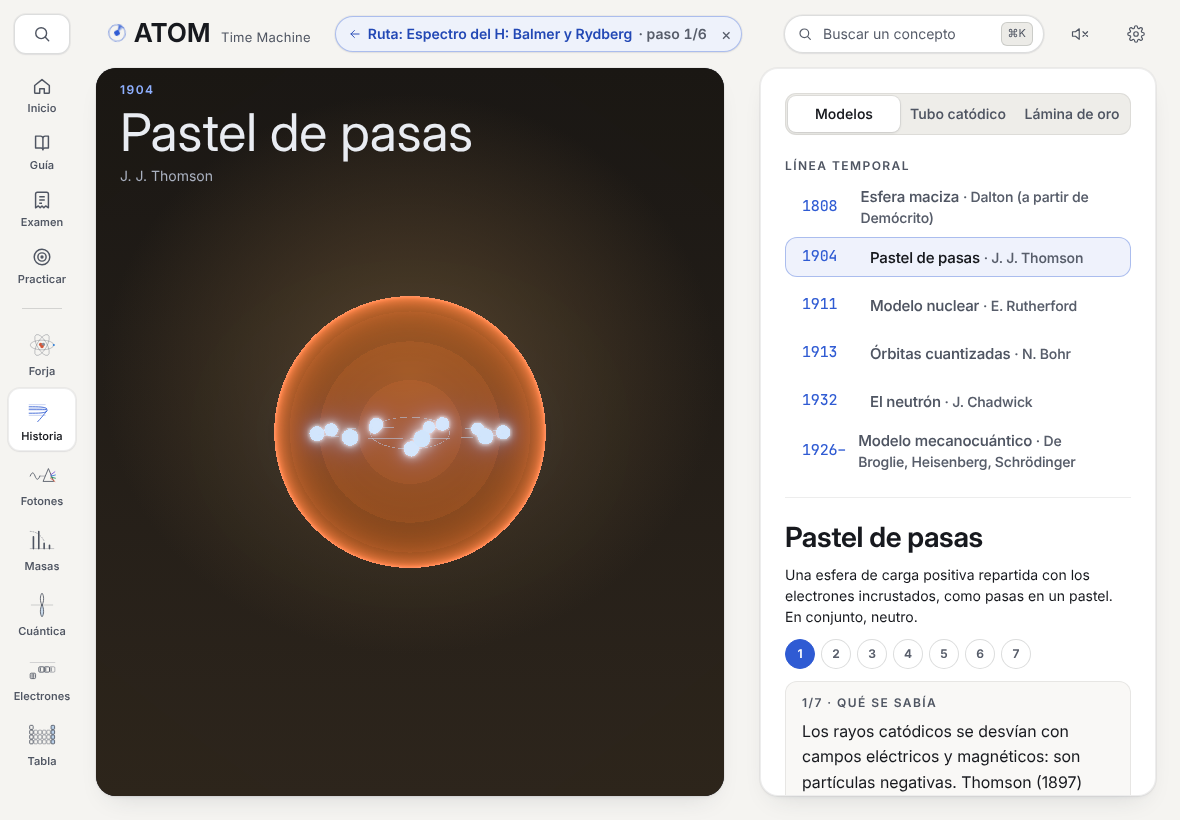 ATOM Time Machine
← Ruta: Espectro del H: Balmer y Rydberg · paso 1/6 ×
Buscar un concepto ⌘K
Inicio
Guía
Examen
Practicar
Forja
Historia
Fotones
Masas
Cuántica
Electrones
Tabla
1904
Pastel de pasas
J. J. Thomson
Modelos Tubo catódico Lámina de oro
LÍNEA TEMPORAL
1808 Esfera maciza · Dalton (a partir de
Demócrito)
1904 Pastel de pasas · J. J. Thomson
1911 Modelo nuclear · E. Rutherford
1913 Órbitas cuantizadas · N. Bohr
1932 El neutrón · J. Chadwick
1926– Modelo mecanocuántico · De
Broglie, Heisenberg, Schrödinger
Pastel de pasas
Una esfera de carga positiva repartida con los
electrones incrustados, como pasas en un pastel.
En conjunto, neutro.
1 2 3 4 5 6 7
1/7 · QUÉ SE SABÍA
Los rayos catódicos se desvían con
campos eléctricos y magnéticos: son
partículas negativas. Thomson (1897)